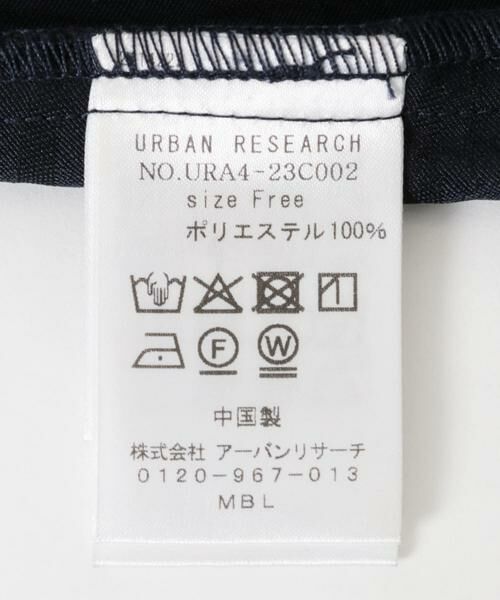 URBAN RESEARCH
NO.URA4-23C002
size Free
ポリエステル100%
F W
中国製
株式会社 アーバンリサーチ
0120-967-013
MBL